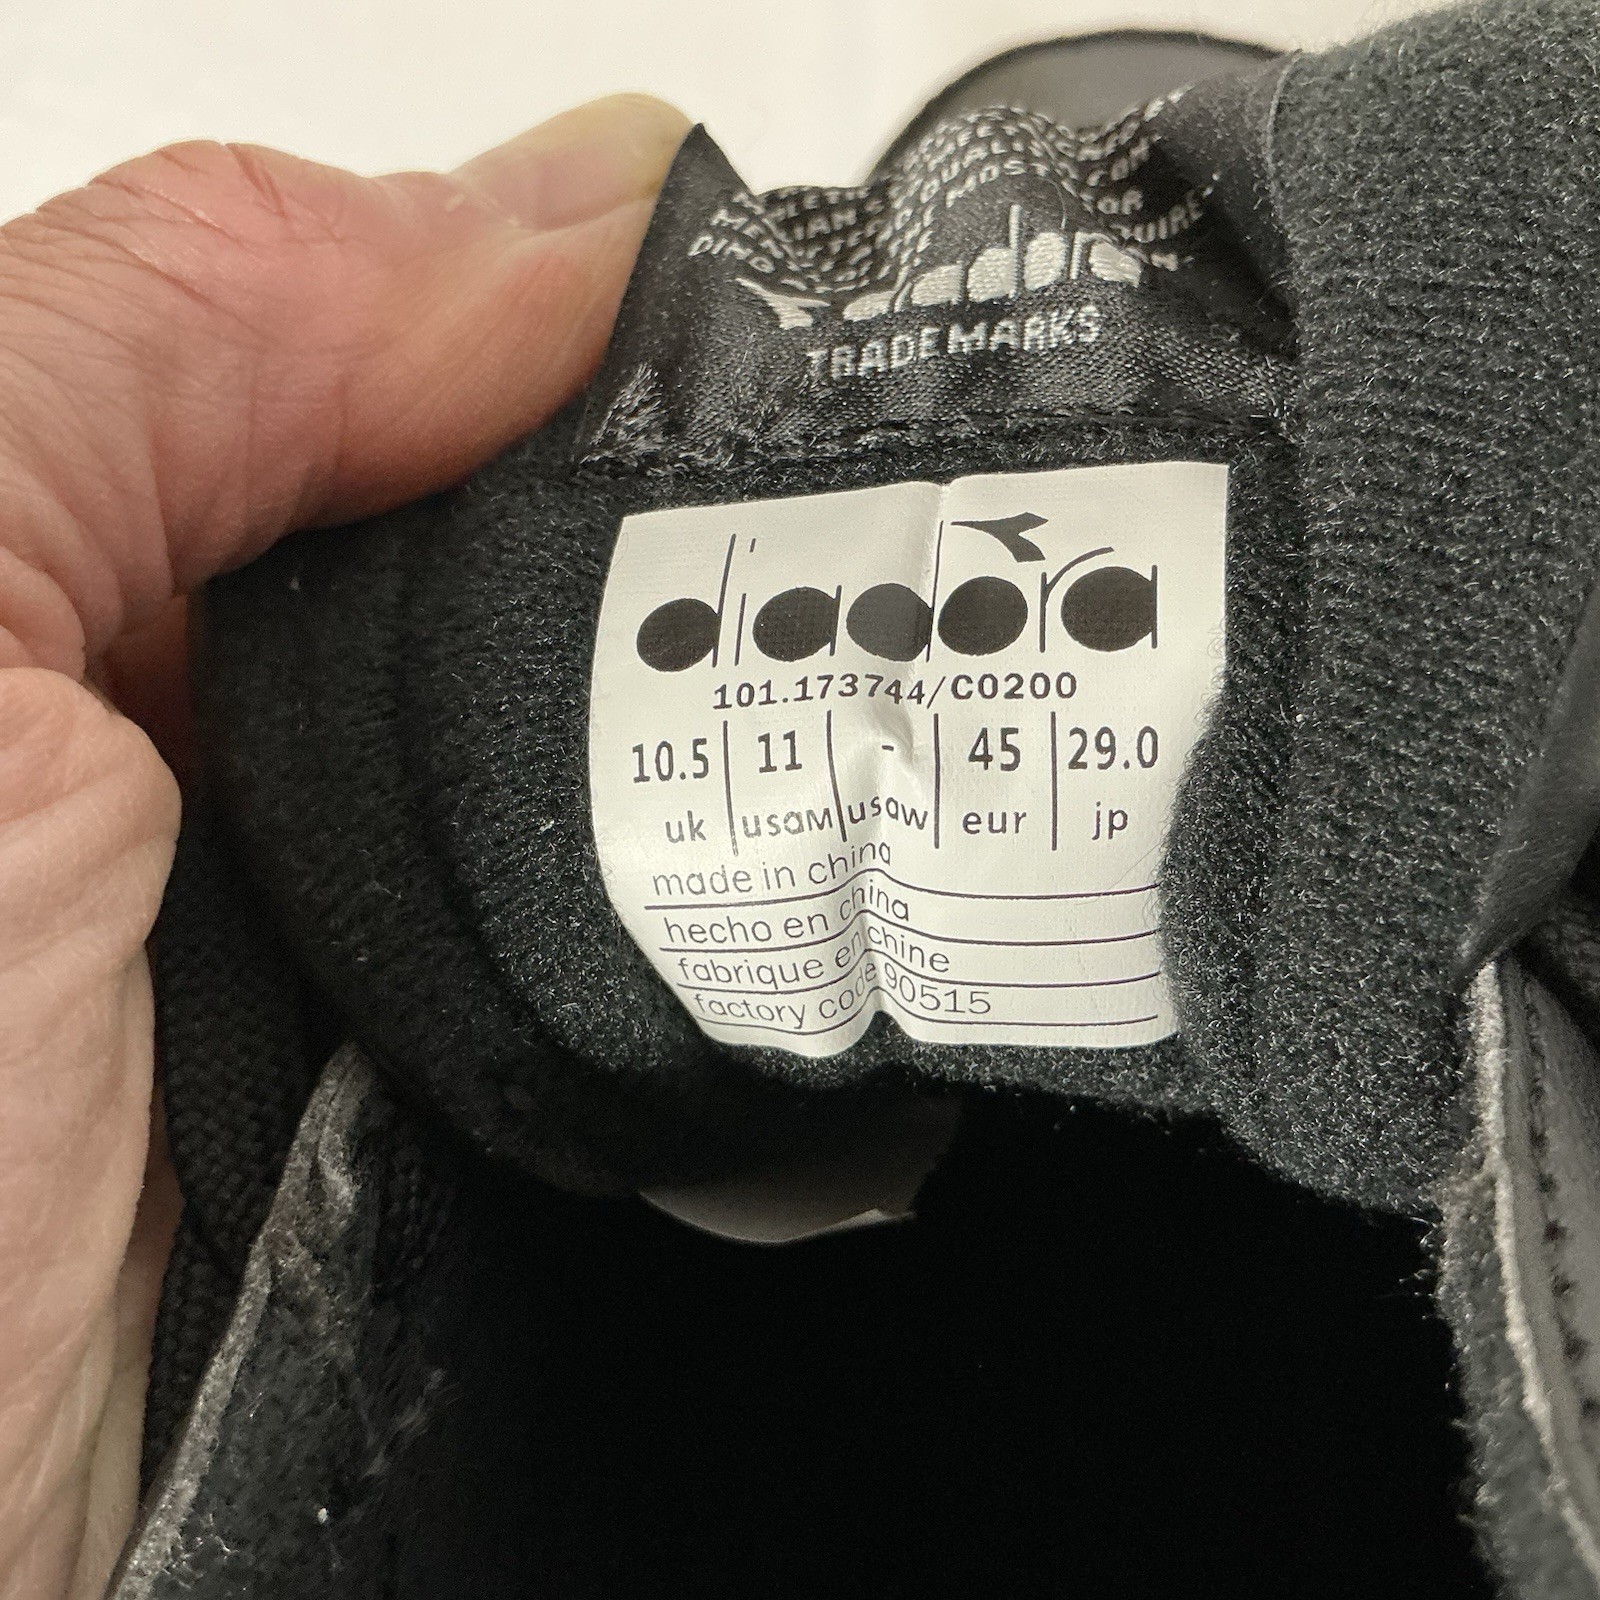 diadora
TRADEMARKS
diadora
101.173744/C0200
10.5 11 - 45 29.0
uk usaM usaw eur jp
made in china
hecho en china
fabrique en chine
factory code 90515